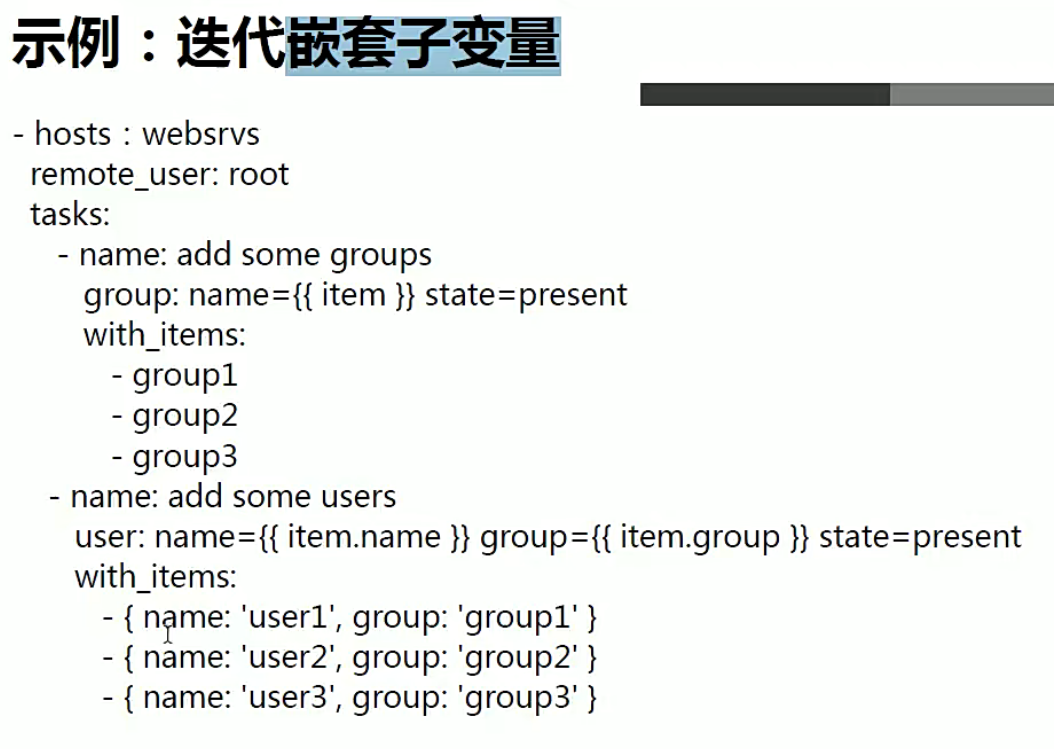 示例：迭代嵌套子变量
- hosts：websrvs
remote_user: root
tasks:
- name: add some groups
group: name={{ item }} state=present
with_items:
- group1
- group2
- group3
- name: add some users
user: name={{ item.name }} group={{ item.group }} state=present
with_items:
- { name: 'user1', group: 'group1' }
- { name: 'user2', group: 'group2' }
- { name: 'user3', group: 'group3' }